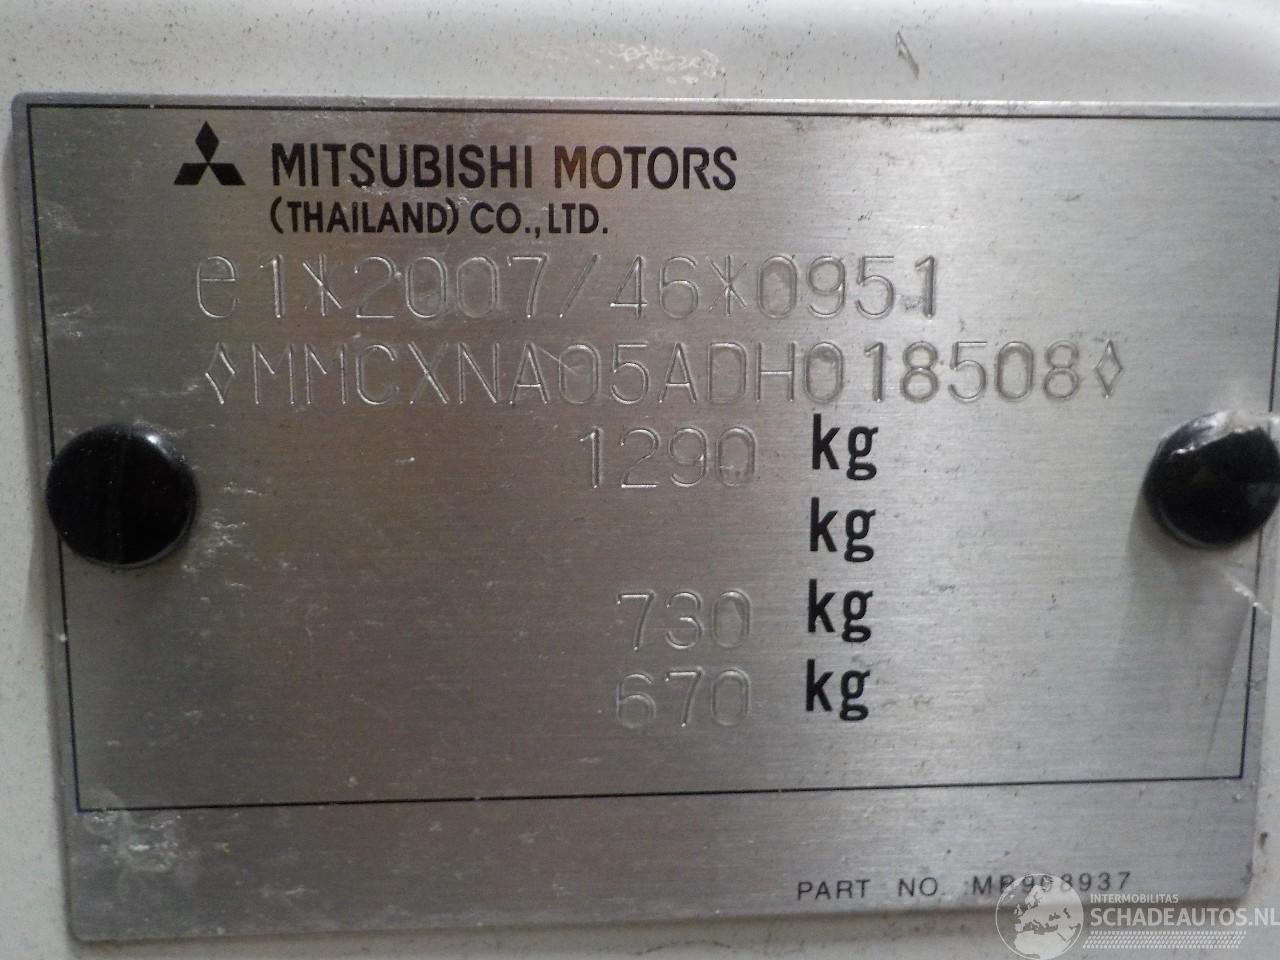 MITSUBISHI MOTORS
(THAILAND) CO.,LTD.
e1*2007/46*0951
◊MMCXNA05ADH018508◊
1290 kg
kg
730 kg
670 kg
PART NO. MR908937
INTERMOBILITAS
SCHADEAUTOS.NL